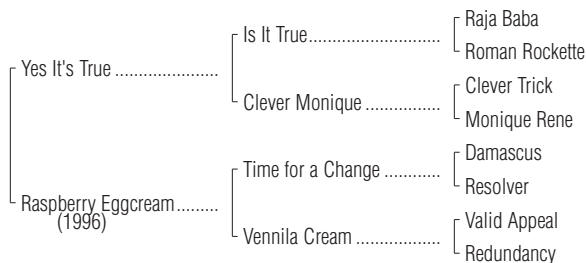 Raja Baba
Is It True
Roman Rockette
Yes It's True
Clever Trick
Clever Monique
Monique Rene
Damascus
Time for a Change
Resolver
Raspberry Eggcream
(1996)
Valid Appeal
Vennila Cream
Redundancy